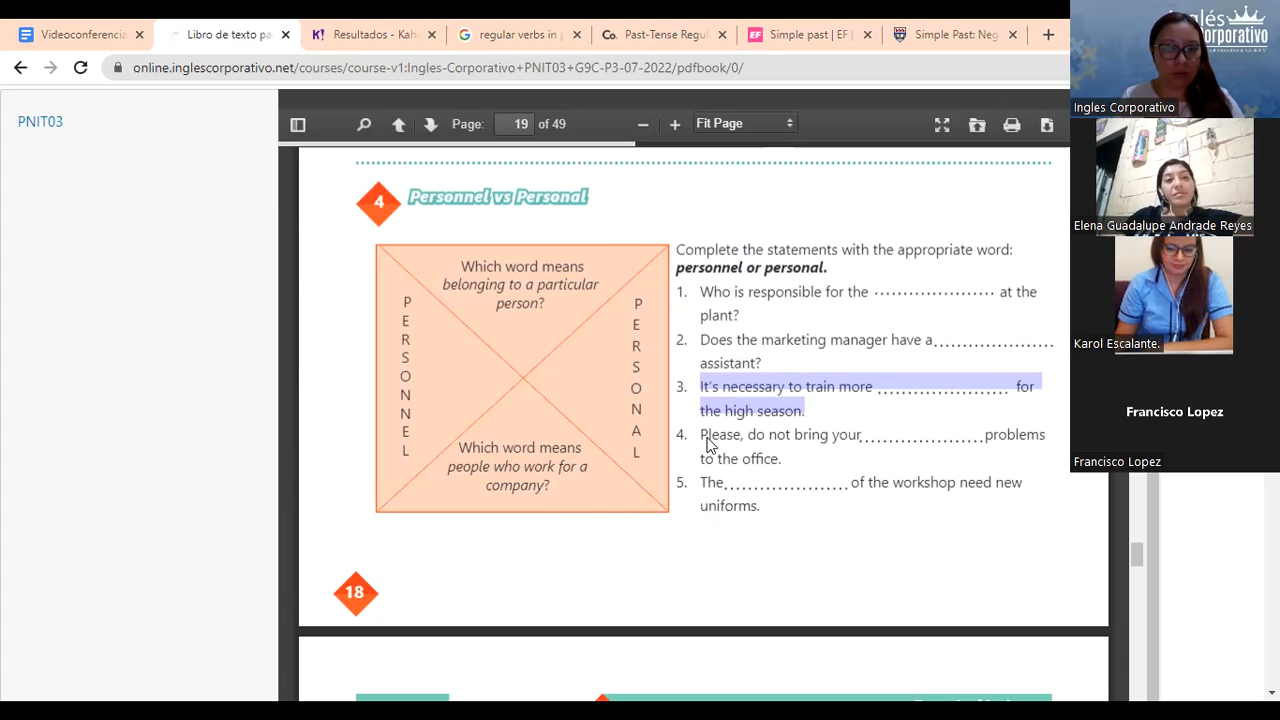 Videoconferencia
Libro de texto pa
Resultados - Kah
regular verbs in p
Past-Tense Regul
Simple past | EF |
Simple Past: Neg
online.inglescorporativo.net/courses/course-v1:Ingles-Corporativo+PNIT03+G9C-P3-07-2022/pdfbook/0/
PNIT03
Page: 19 of 49
Fit Page
4
Personnel vs Personal
Which word means
belonging to a particular
person?
PERSONNEL
PERSONAL
Which word means
people who work for a
company?
Complete the statements with the appropriate word:
personnel or personal.
1. Who is responsible for the ..................... at the
plant?
2. Does the marketing manager have a.....................
assistant?
3. It's necessary to train more ...................... for
the high season.
4. Please, do not bring your.....................problems
to the office.
5. The.....................of the workshop need new
uniforms.
18
Inglés
Corporativo
Ingles Corporativo
Elena Guadalupe Andrade Reyes
Karol Escalante.
Francisco Lopez
Francisco Lopez